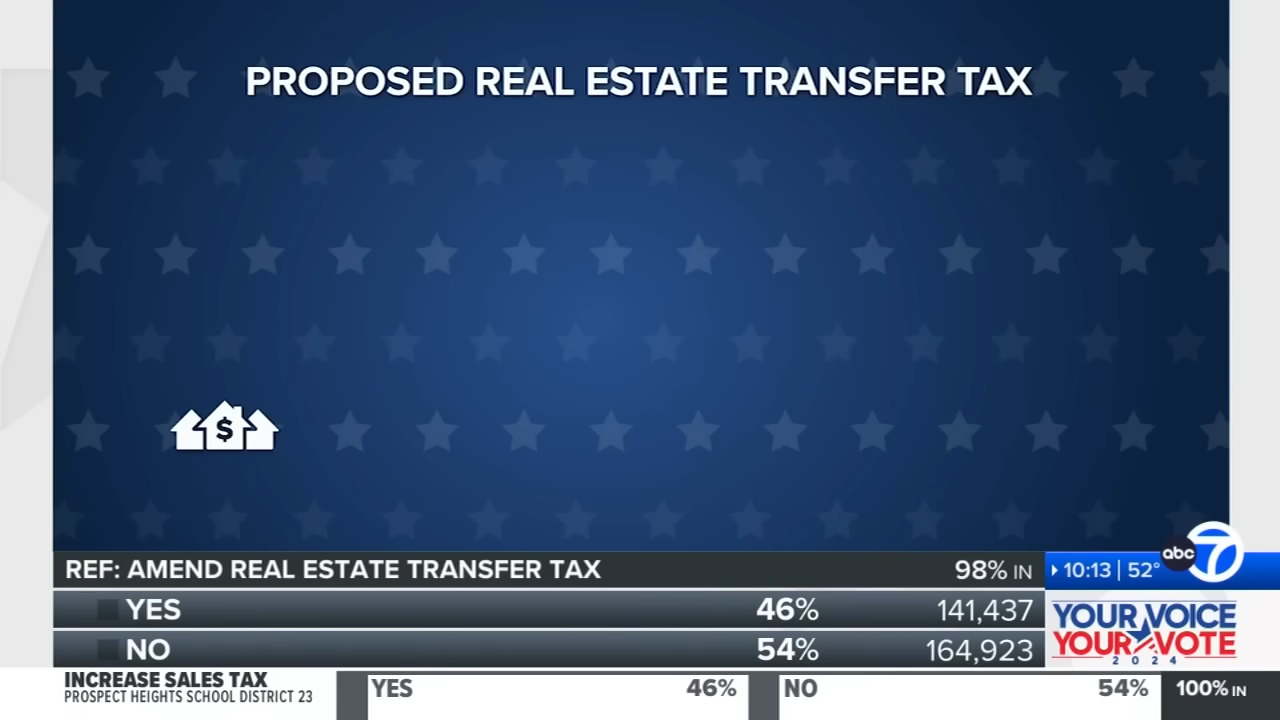 PROPOSED REAL ESTATE TRANSFER TAX
$
REF: AMEND REAL ESTATE TRANSFER TAX 98% IN
YES 46% 141,437
NO 54% 164,923
10:13 | 52°
abc 7
YOUR VOICE
YOUR VOTE
2024
INCREASE SALES TAX
PROSPECT HEIGHTS SCHOOL DISTRICT 23
YES 46% NO 54% 100% IN